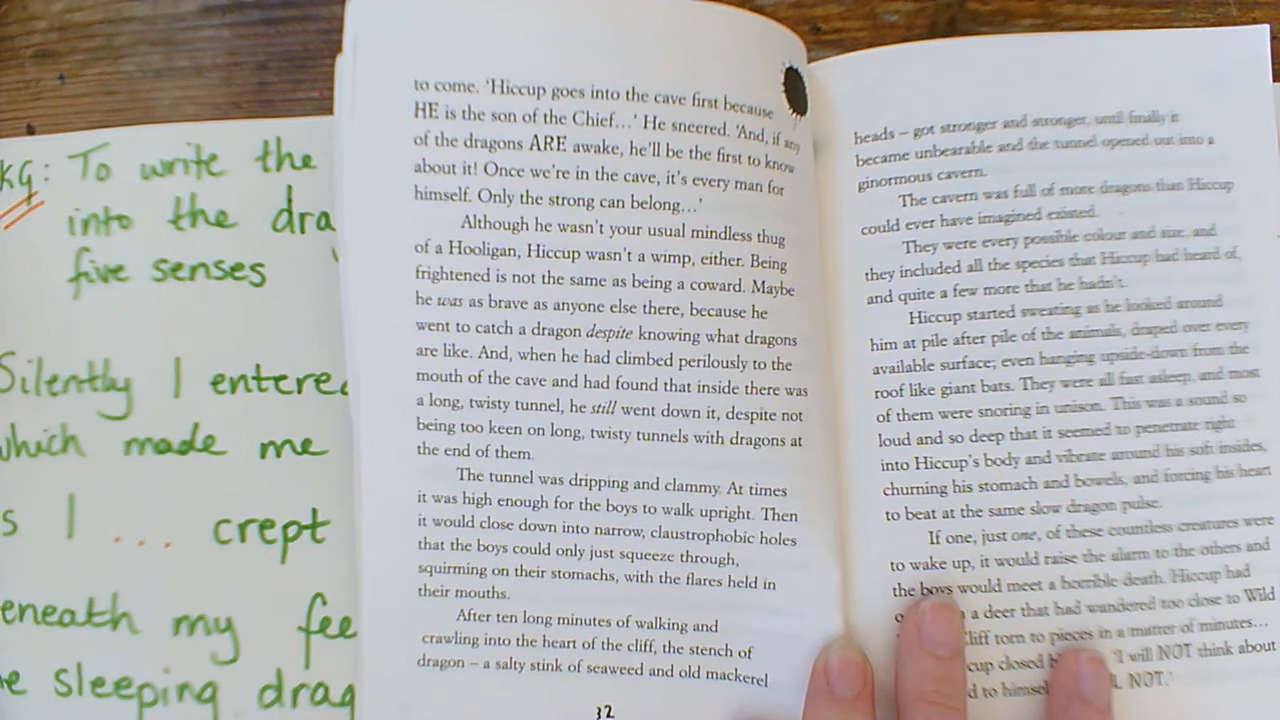 KG: To write the
into the dra
five senses
Silently I entered
which made me
s I ... crept
eneath my fee
e sleeping drag
to come. 'Hiccup goes into the cave first because
HE is the son of the Chief...' He sneered. 'And, if any
of the dragons ARE awake, he'll be the first to know
about it! Once we're in the cave, it's every man for
himself. Only the strong can belong...'
Although he wasn't your usual mindless thug
of a Hooligan, Hiccup wasn't a wimp, either. Being
frightened is not the same as being a coward. Maybe
he was as brave as anyone else there, because he
went to catch a dragon despite knowing what dragons
are like. And, when he had climbed perilously to the
mouth of the cave and had found that inside there was
a long, twisty tunnel, he still went down it, despite not
being too keen on long, twisty tunnels with dragons at
the end of them.
The tunnel was dripping and clammy. At times
it was high enough for the boys to walk upright. Then
it would close down into narrow, claustrophobic holes
that the boys could only just squeeze through,
squirming on their stomachs, with the flares held in
their mouths.
After ten long minutes of walking and
crawling into the heart of the cliff, the stench of
dragon – a salty stink of seaweed and old mackerel
32
heads – got stronger and stronger, until finally it
became unbearable and the tunnel opened out into a
ginormous cavern.
The cavern was full of more dragons than Hiccup
could ever have imagined existed.
They were every possible colour and size, and
they included all the species that Hiccup had heard of,
and quite a few more that he hadn't.
Hiccup started sweating as he looked around
him at pile after pile of the animals, draped over every
available surface; even hanging upside-down from the
roof like giant bats. They were all fast asleep, and most
of them were snoring in unison. This was a sound so
loud and so deep that it seemed to penetrate right
into Hiccup's body and vibrate around his soft insides,
churning his stomach and bowels, and forcing his heart
to beat at the same slow dragon pulse.
If one, just one, of these countless creatures were
to wake up, it would raise the alarm to the others and
the boys would meet a horrible death. Hiccup had
a deer that had wandered too close to Wild
liff torn to pieces in a matter of minutes...
cup closed 'I will NOT think about
d to himsel L NOT.'